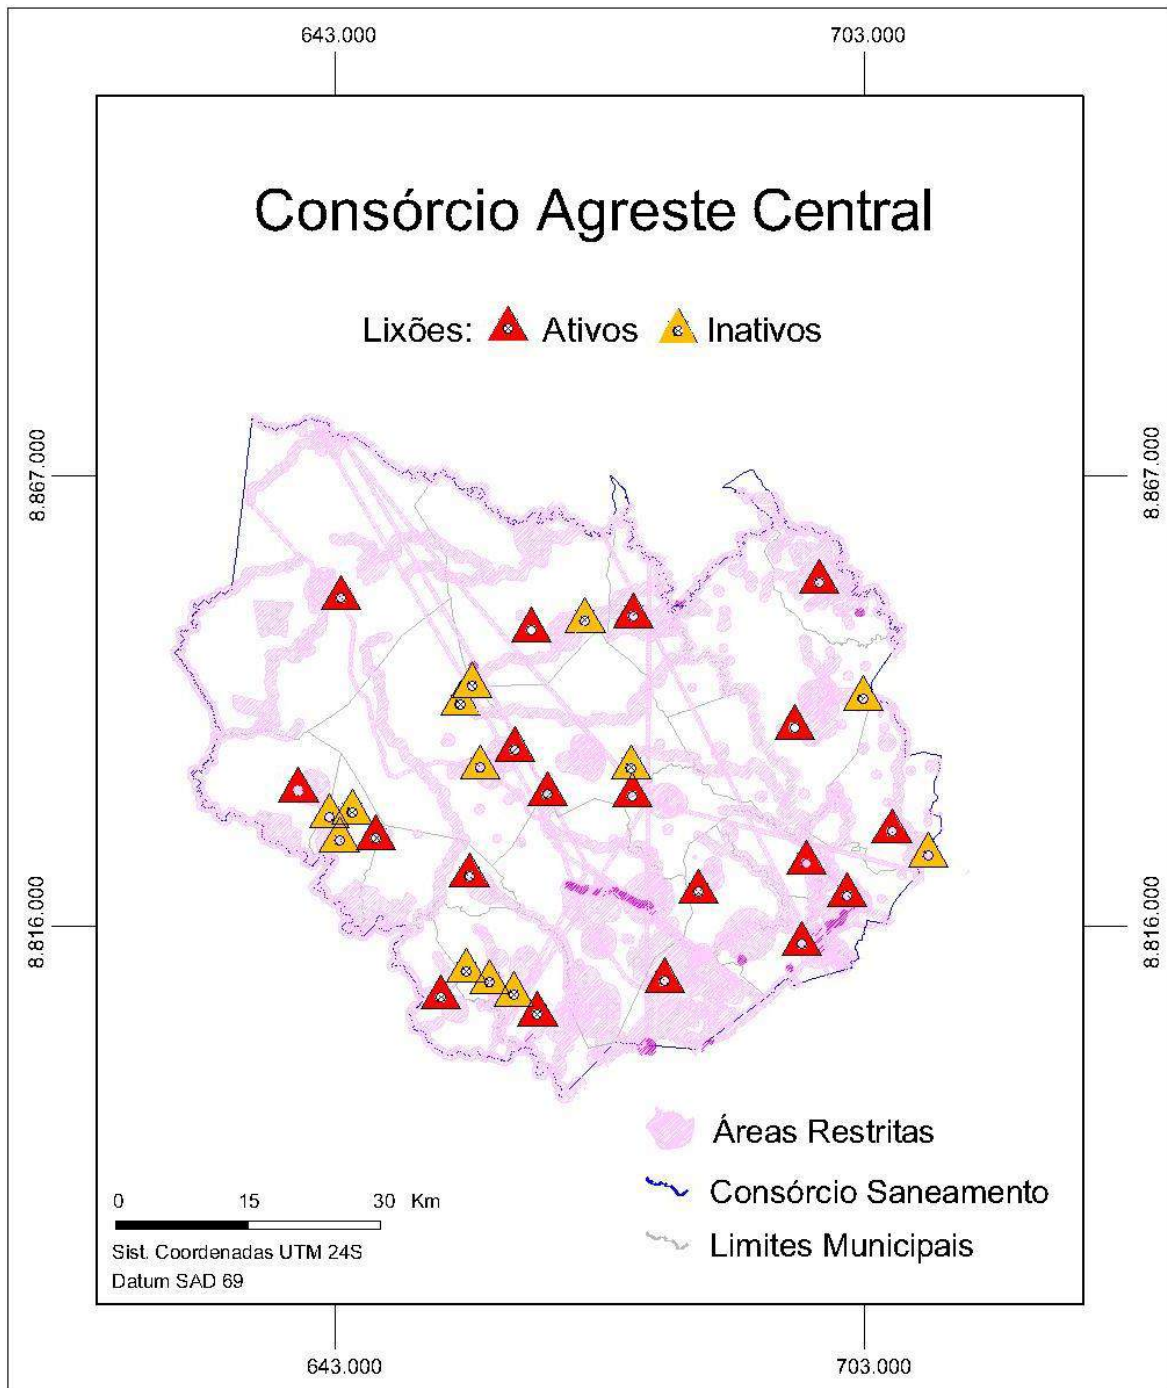 643.000 703.000
Consórcio Agreste Central
Lixões: Ativos Inativos
8.867.000 8.867.000
8.816.000 8.816.000
Áreas Restritas
Consórcio Saneamento
Limites Municipais
0 15 30 Km
Sist. Coordenadas UTM 24S
Datum SAD 69
643.000 703.000